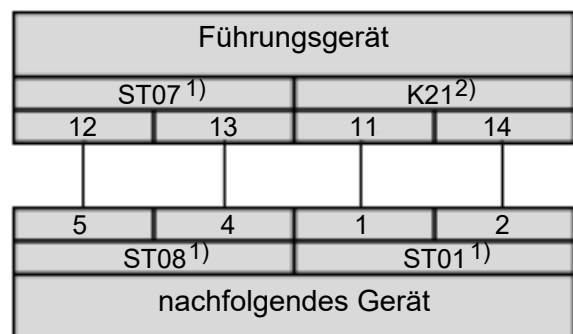 Führungsgerät
ST07 1) K21 2)
12 13 11 14
5 4 1 2
ST08 1) ST01 1)
nachfolgendes Gerät